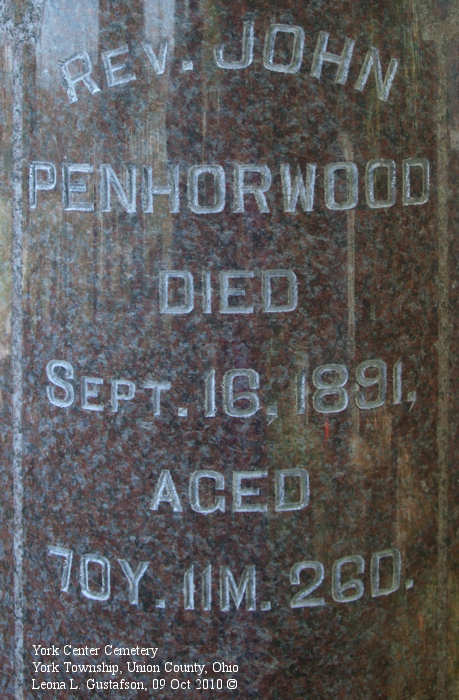 REV. JOHN
PENHORWOOD
DIED
SEPT. 16, 1891,
AGED
70Y. 11M. 26D.
York Center Cemetery
York Township, Union County, Ohio
Leona L. Gustafson, 09 Oct 2010 ©